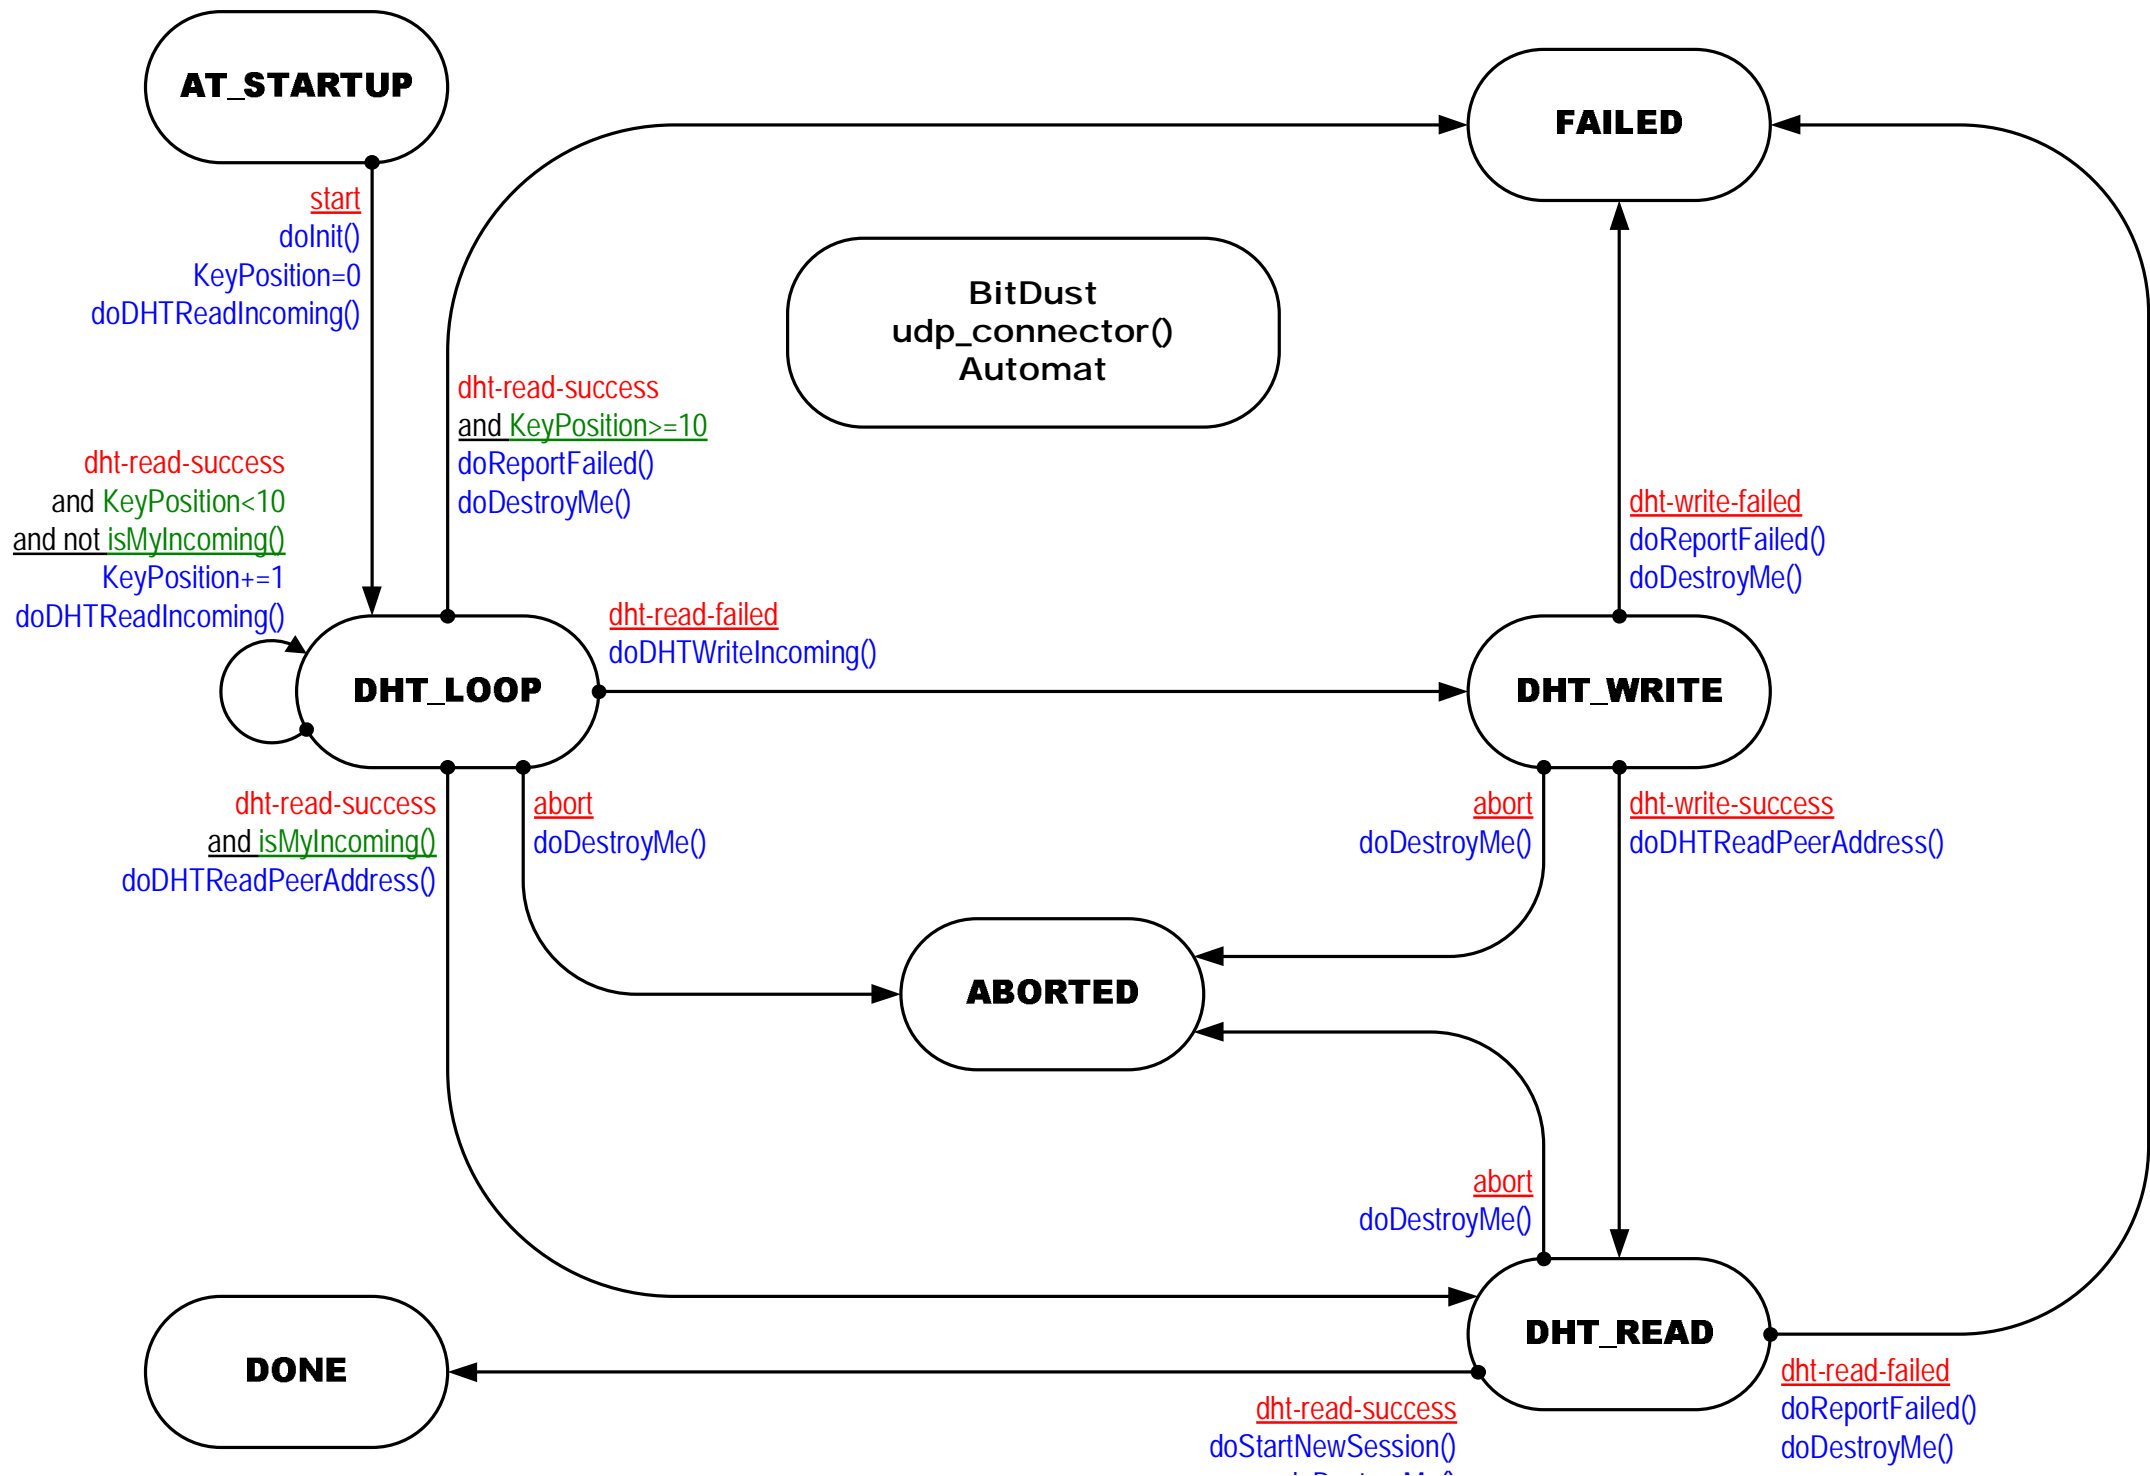 AT_STARTUP
FAILED
start
doInit()
KeyPosition=0
doDHTReadIncoming()
BitDust
udp_connector()
Automat
dht-read-success
and KeyPosition>=10
doReportFailed()
doDestroyMe()
dht-read-success
and KeyPosition<10
and not isMyIncoming()
KeyPosition+=1
doDHTReadIncoming()
dht-write-failed
doReportFailed()
doDestroyMe()
dht-read-failed
doDHTWriteIncoming()
DHT_LOOP
DHT_WRITE
dht-read-success
and isMyIncoming()
doDHTReadPeerAddress()
abort
doDestroyMe()
abort
doDestroyMe()
dht-write-success
doDHTReadPeerAddress()
ABORTED
abort
doDestroyMe()
DHT_READ
DONE
dht-read-failed
doReportFailed()
doDestroyMe()
dht-read-success
doStartNewSession()